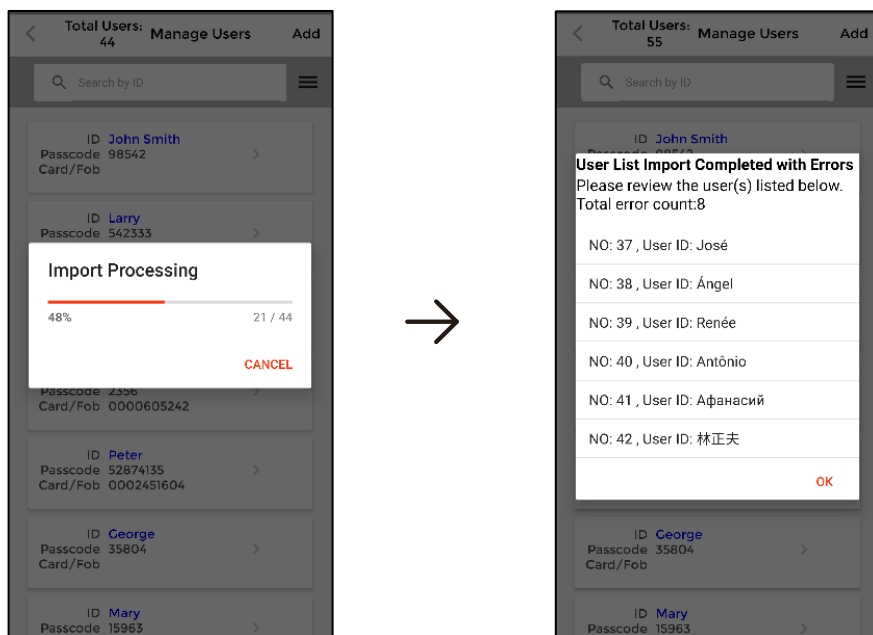 Total Users:
44
Manage Users
Add
Search by ID
ID John Smith
Passcode 98542
Card/Fob
ID Larry
Passcode 542333
Import Processing
48%
21 / 44
CANCEL
Passcode 2356
Card/Fob 0000605242
ID Peter
Passcode 52874135
Card/Fob 0002451604
ID George
Passcode 35804
Card/Fob
ID Mary
Passcode 15963
Total Users:
55
Manage Users
Add
Search by ID
ID John Smith
Passcode 98542
User List Import Completed with Errors
Please review the user(s) listed below.
Total error count:8
NO: 37 , User ID: José
NO: 38 , User ID: Ángel
NO: 39 , User ID: Renée
NO: 40 , User ID: Antônio
NO: 41 , User ID: Афанасий
NO: 42 , User ID: 林正夫
OK
ID George
Passcode 35804
Card/Fob
ID Mary
Passcode 15963